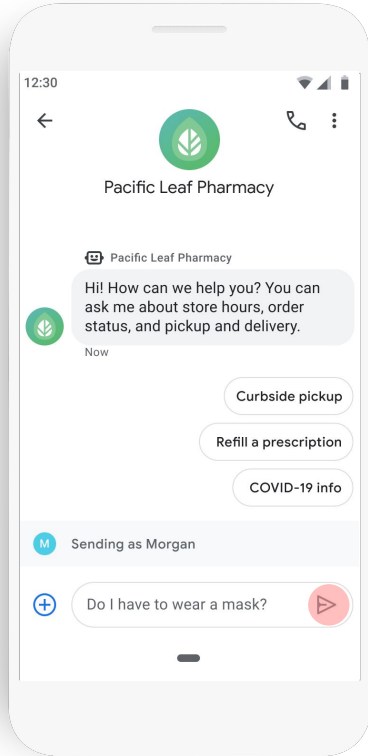 12:30
Pacific Leaf Pharmacy
Pacific Leaf Pharmacy
Hi! How can we help you? You can
ask me about store hours, order
status, and pickup and delivery.
Now
Curbside pickup
Refill a prescription
COVID-19 info
M Sending as Morgan
Do I have to wear a mask?